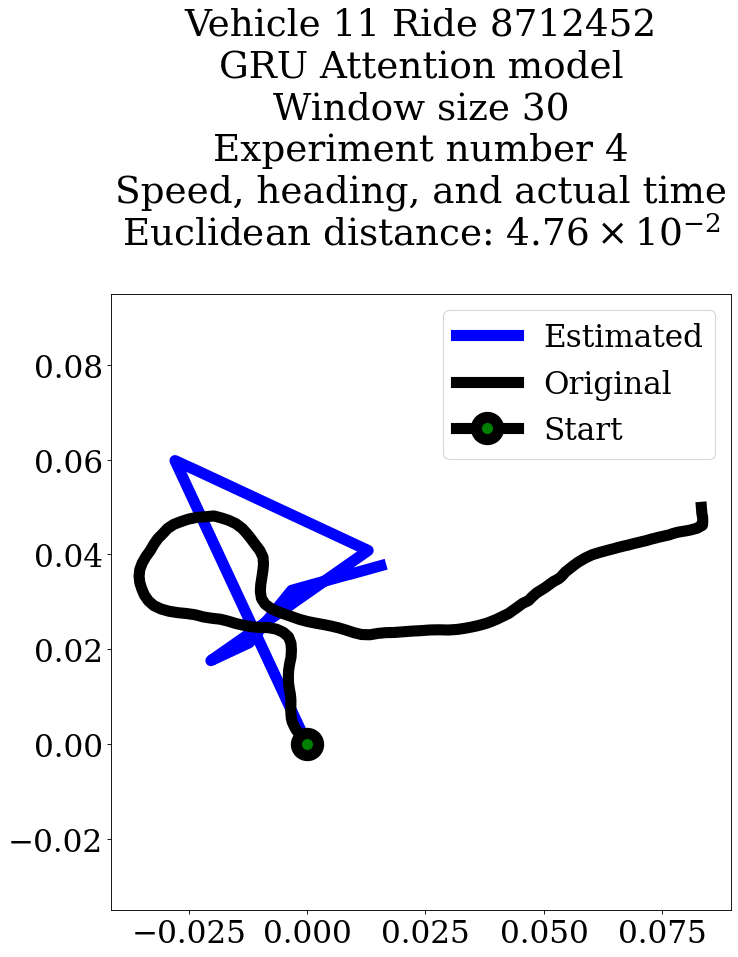 Vehicle 11 Ride 8712452
GRU Attention model
Window size 30
Experiment number 4
Speed, heading, and actual time
Euclidean distance: 4.76 × 10⁻²
Estimated
Original
Start
0.08
0.06
0.04
0.02
0.00
−0.02
−0.025 0.000 0.025 0.050 0.075